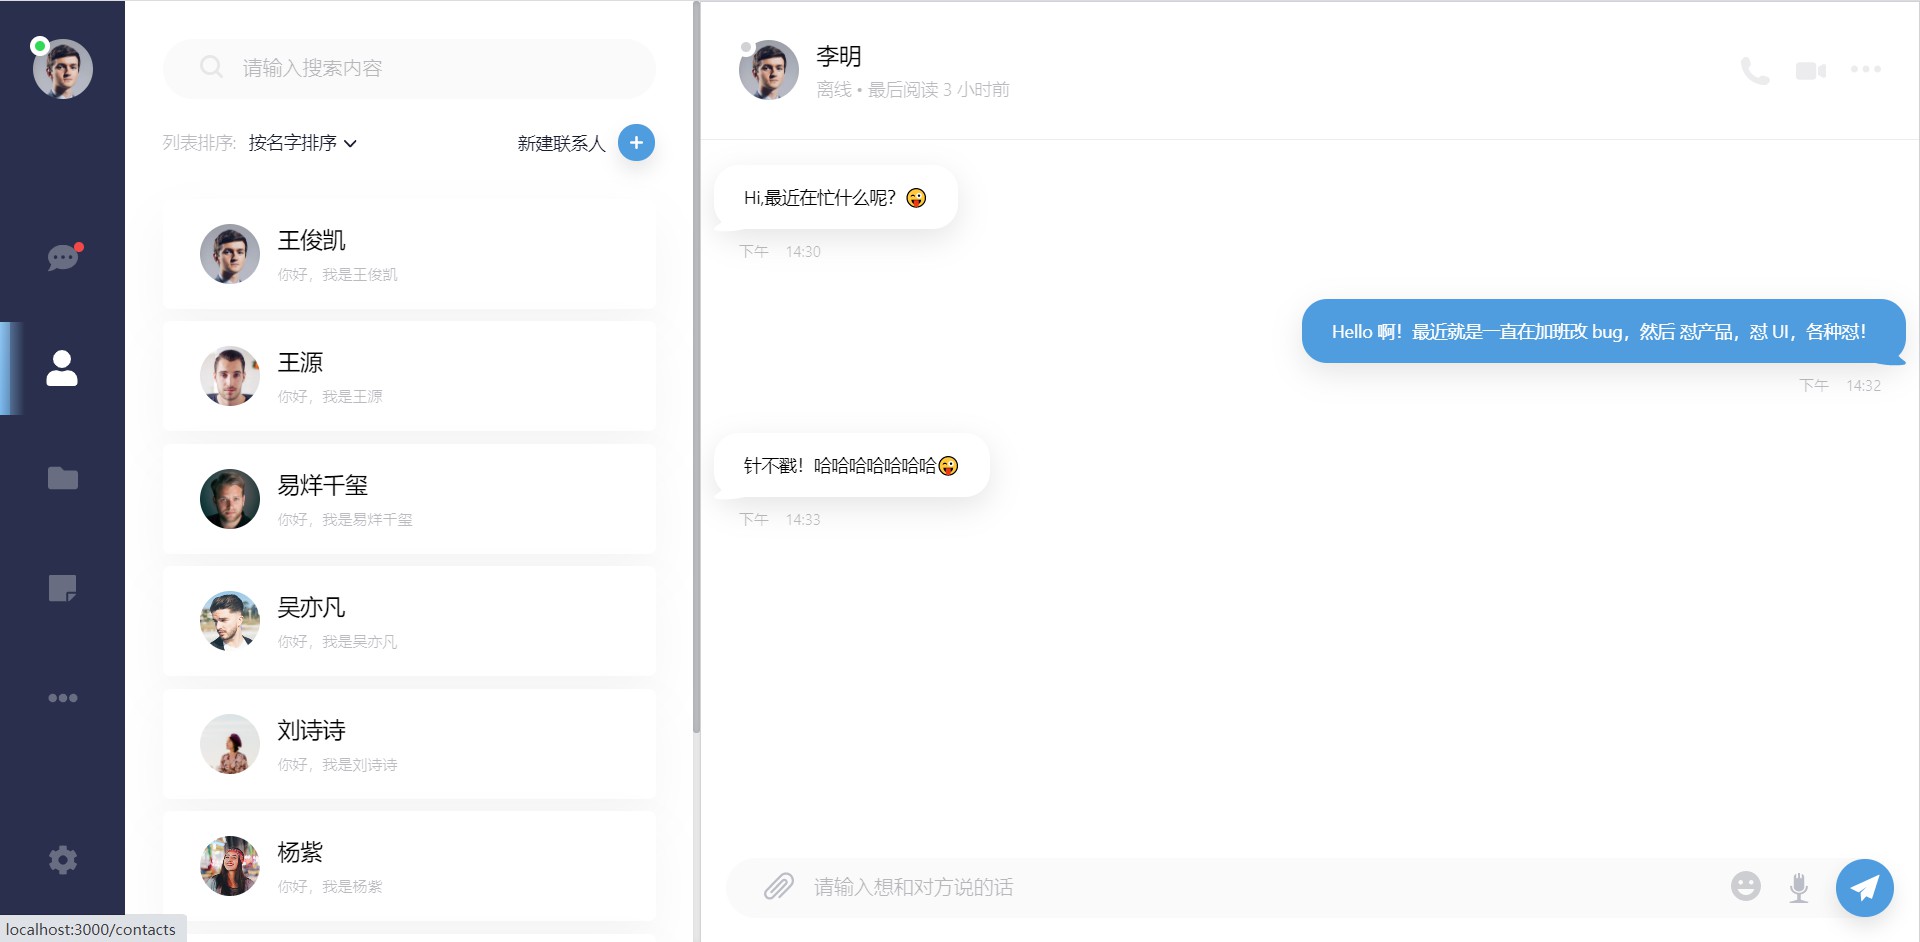 请输入搜索内容
列表排序: 按名字排序
新建联系人
王俊凯
你好，我是王俊凯
王源
你好，我是王源
易烊千玺
你好，我是易烊千玺
吴亦凡
你好，我是吴亦凡
刘诗诗
你好，我是刘诗诗
杨紫
你好，我是杨紫
localhost:3000/contacts
李明
离线 • 最后阅读 3 小时前
Hi,最近在忙什么呢？😜
下午 14:30
Hello 啊！最近就是一直在加班改 bug，然后 怼产品，怼 UI，各种怼！
下午 14:32
针不戳！哈哈哈哈哈哈哈😜
下午 14:33
请输入想和对方说的话